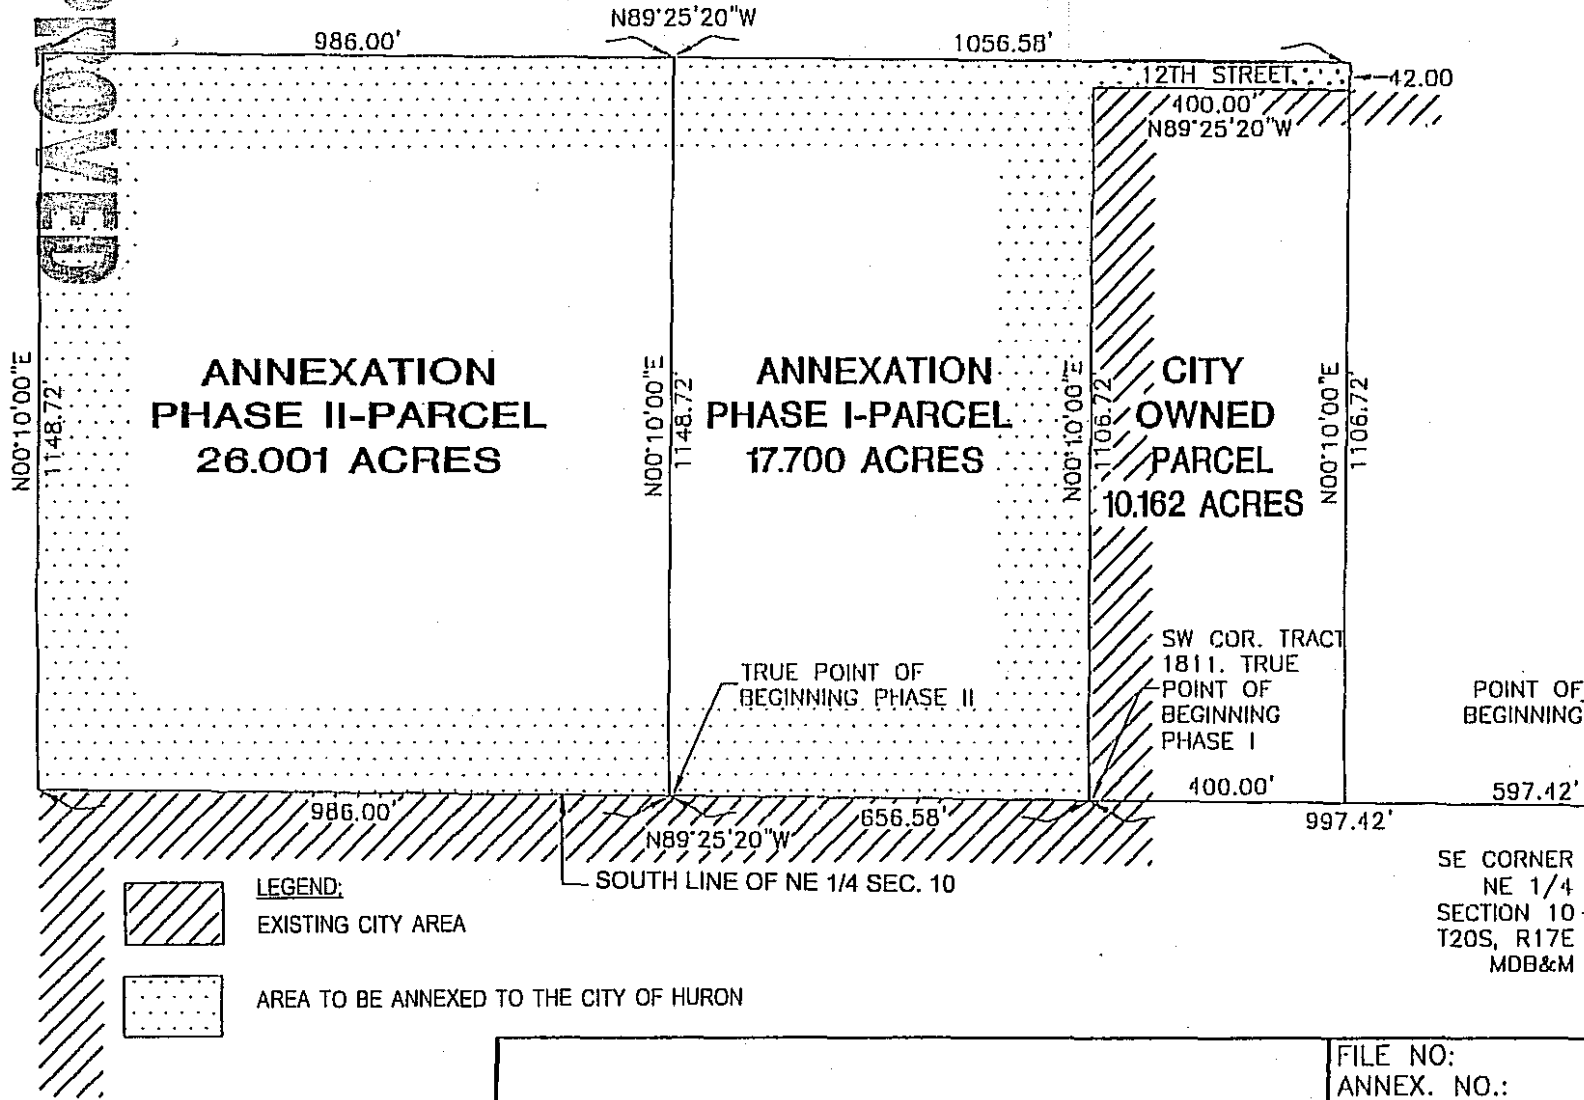 N89°25'20"W
986.00'
1056.58'
12TH STREET
42.00
400.00'
N89°25'20"W
OVED
N00°10'00"E
1148.72'
ANNEXATION
PHASE II-PARCEL
26.001 ACRES
N00°10'00"E
1148.72'
ANNEXATION
PHASE I-PARCEL
17.700 ACRES
N00°10'00"E
1106.72'
CITY
OWNED
PARCEL
10.162 ACRES
N00°10'00"E
1106.72'
TRUE POINT OF
BEGINNING PHASE II
SW COR. TRACT
1811. TRUE
POINT OF
BEGINNING
PHASE I
POINT OF
BEGINNING
986.00'
656.58'
400.00'
597.42'
N89°25'20"W
997.42'
SOUTH LINE OF NE 1/4 SEC. 10
SE CORNER
NE 1/4
SECTION 10
T20S, R17E
MDB&M
LEGEND:
EXISTING CITY AREA
AREA TO BE ANNEXED TO THE CITY OF HURON
FILE NO:
ANNEX. NO.: